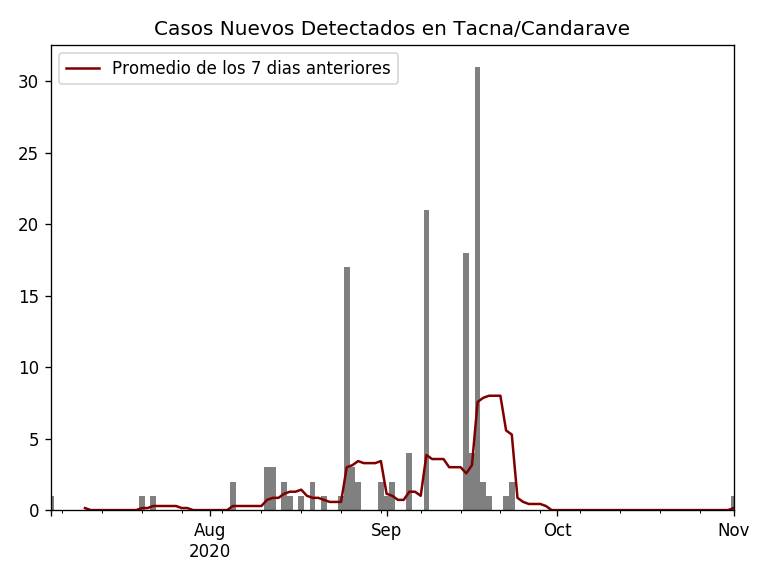 Casos Nuevos Detectados en Tacna/Candarave
Promedio de los 7 dias anteriores
30
25
20
15
10
5
0
Aug Sep Oct Nov
2020